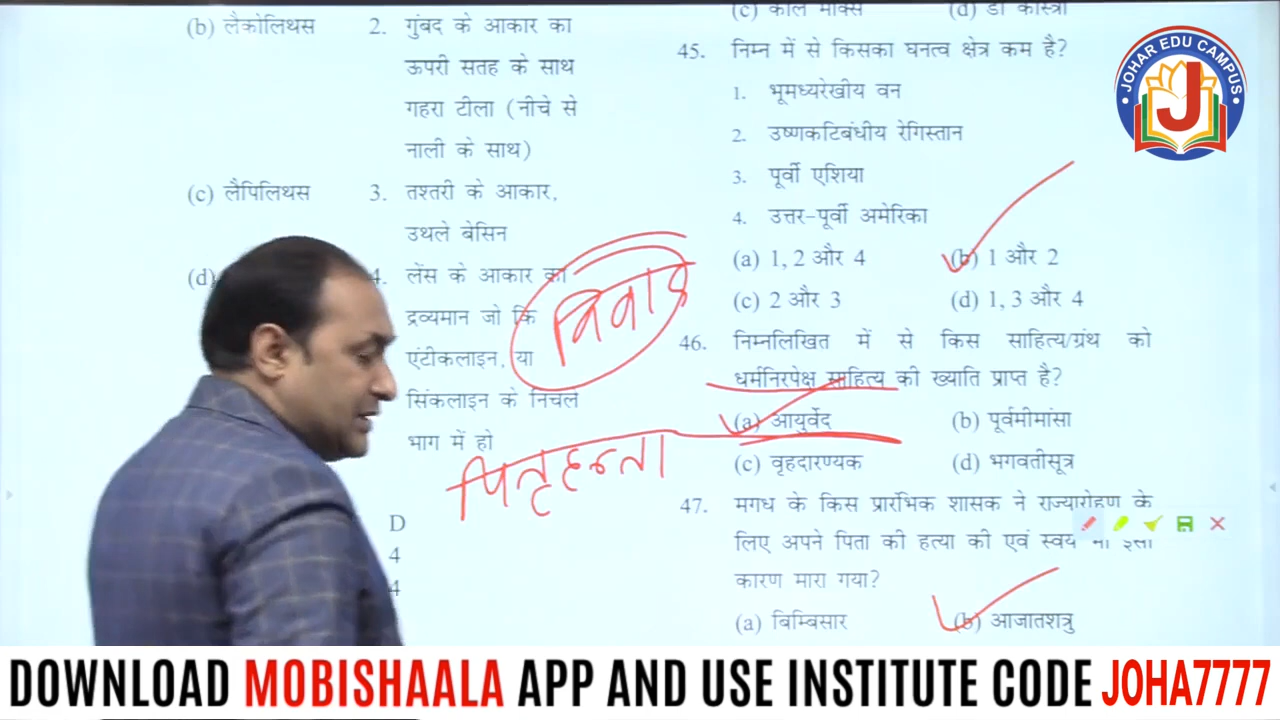 (b) लैकोलिथस 2. गुंबद के आकार का
ऊपरी सतह के साथ
गहरा टीला (नीचे से
नाली के साथ)
(c) लैपिलिथस 3. तश्तरी के आकार,
उथले बेसिन
(d) 4. लेंस के आकार का
द्रव्यमान जो कि
एंटीकलाइन, या
सिंकलाइन के निचले
भाग में हो
D
4
4
विवाह
पितृहन्ता
(c) कार्ल मार्क्स (d) डी कास्त्रो
45. निम्न में से किसका घनत्व क्षेत्र कम है?
1. भूमध्यरेखीय वन
2. उष्णकटिबंधीय रेगिस्तान
3. पूर्वी एशिया
4. उत्तर-पूर्वी अमेरिका
(a) 1, 2 और 4 (b) 1 और 2
(c) 2 और 3 (d) 1, 3 और 4
46. निम्नलिखित में से किस साहित्य/ग्रंथ को
धर्मनिरपेक्ष साहित्य की ख्याति प्राप्त है?
(a) आयुर्वेद (b) पूर्वमीमांसा
(c) वृहदारण्यक (d) भगवतीसूत्र
47. मगध के किस प्रारंभिक शासक ने राज्यारोहण के
लिए अपने पिता की हत्या की एवं स्वयं भी इसी
कारण मारा गया?
(a) बिम्बिसार (b) आजातशत्रु
JOHAR EDU CAMPUS
J
DOWNLOAD MOBISHAALA APP AND USE INSTITUTE CODE JOHA7777